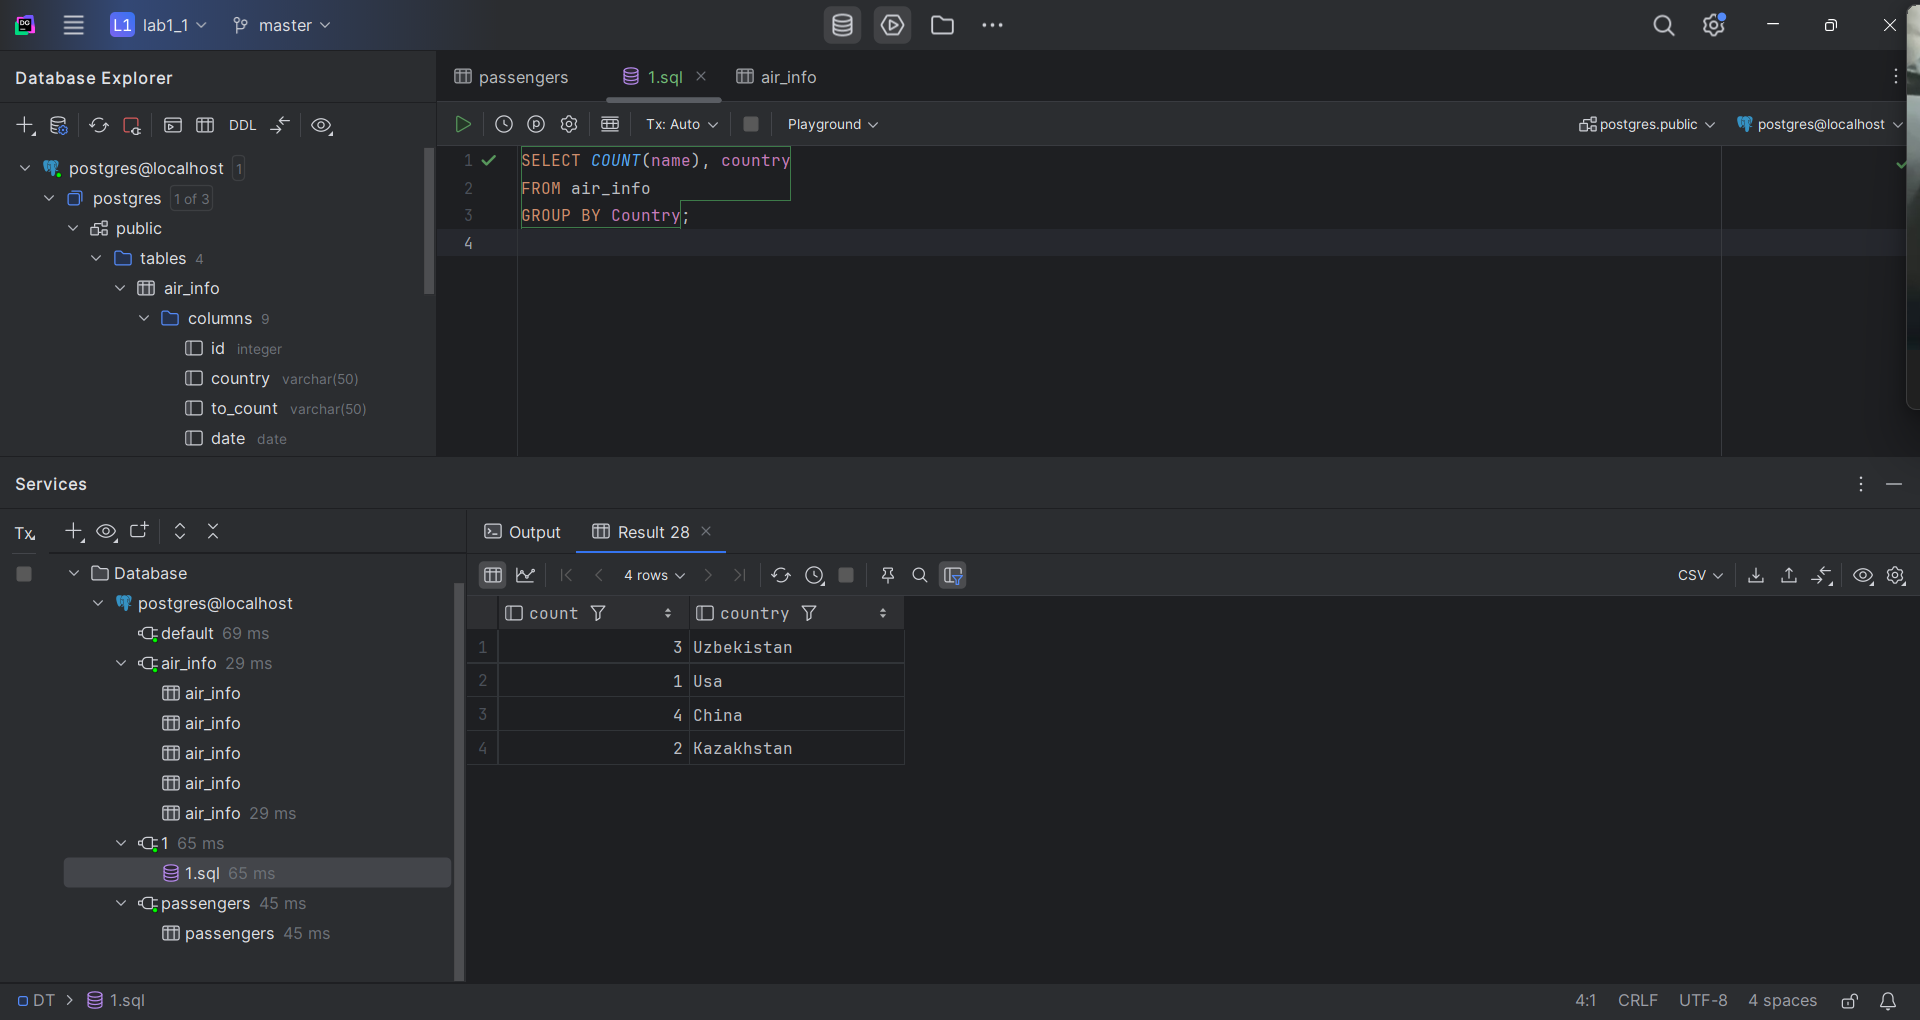 L1 lab1_1 master
Database Explorer
passengers 1.sql air_info
DDL
Tx: Auto Playground postgres.public postgres@localhost
postgres@localhost 1
postgres 1 of 3
public
tables 4
air_info
columns 9
id integer
country varchar(50)
to_count varchar(50)
date date
1 SELECT COUNT(name), country
2 FROM air_info
3 GROUP BY Country;
4
Services
Tx
Output Result 28
Database
postgres@localhost
default 69 ms
air_info 29 ms
air_info
air_info
air_info
air_info
air_info 29 ms
1 65 ms
1.sql 65 ms
passengers 45 ms
passengers 45 ms
4 rows CSV
count country
1 3 Uzbekistan
2 1 Usa
3 4 China
4 2 Kazakhstan
DT > 1.sql
4:1 CRLF UTF-8 4 spaces